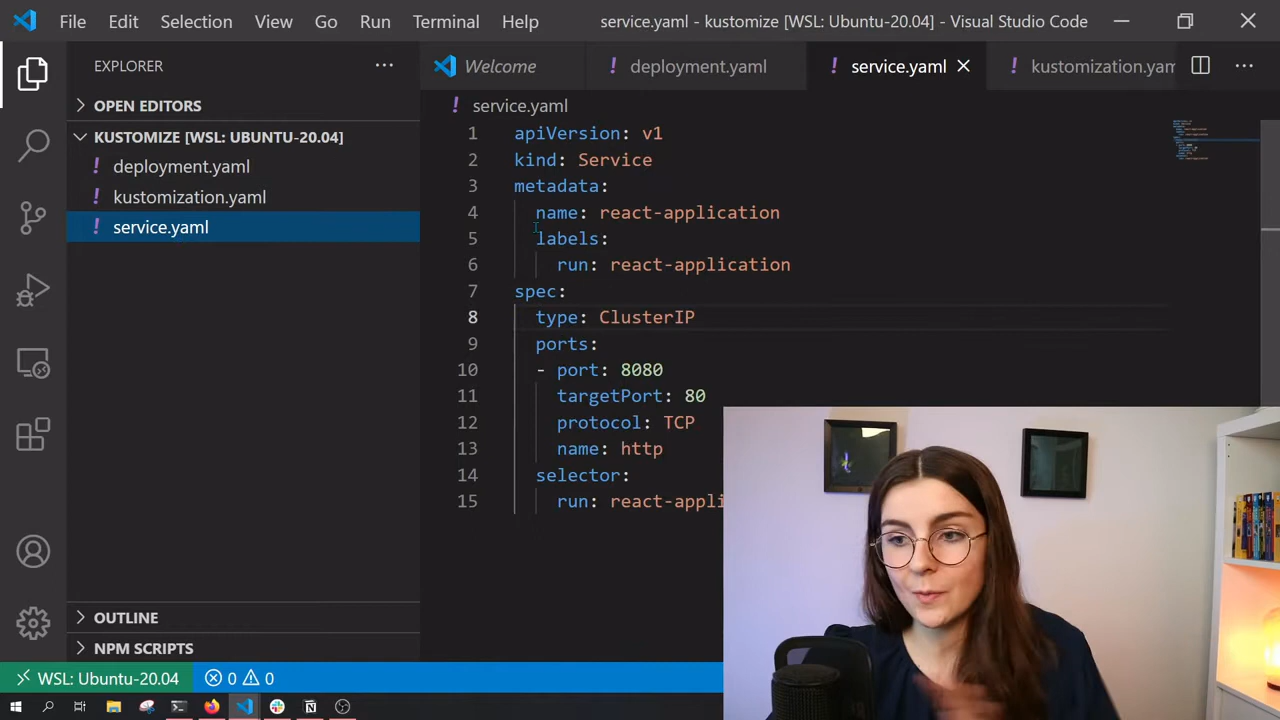 File Edit Selection View Go Run Terminal Help
service.yaml - kustomize [WSL: Ubuntu-20.04] - Visual Studio Code
EXPLORER
Welcome
deployment.yaml
service.yaml
kustomization.yam
OPEN EDITORS
KUSTOMIZE [WSL: UBUNTU-20.04]
deployment.yaml
kustomization.yaml
service.yaml
OUTLINE
NPM SCRIPTS
service.yaml
1 apiVersion: v1
2 kind: Service
3 metadata:
4 name: react-application
5 labels:
6 run: react-application
7 spec:
8 type: ClusterIP
9 ports:
10 - port: 8080
11 targetPort: 80
12 protocol: TCP
13 name: http
14 selector:
15 run: react-appli
WSL: Ubuntu-20.04 0 0